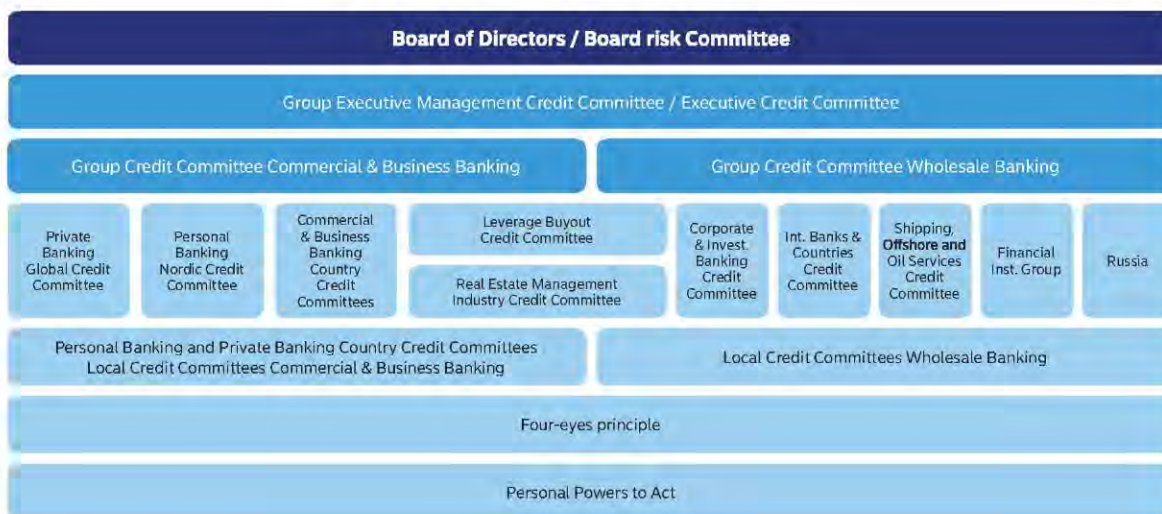 Board of Directors / Board risk Committee
Group Executive Management Credit Committee / Executive Credit Committee
Group Credit Committee Commercial & Business Banking
Group Credit Committee Wholesale Banking
Private
Banking
Global Credit
Committee
Personal
Banking
Nordic Credit
Committee
Commercial
& Business
Banking
Country
Credit
Committees
Leverage Buyout
Credit Committee
Real Estate Management
Industry Credit Committee
Corporate
& Invest.
Banking
Credit
Committee
Int. Banks &
Countries
Credit
Committee
Shipping,
Offshore and
Oil Services
Credit
Committee
Financial
Inst. Group
Russia
Personal Banking and Private Banking Country Credit Committees
Local Credit Committees Commercial & Business Banking
Local Credit Committees Wholesale Banking
Four-eyes principle
Personal Powers to Act